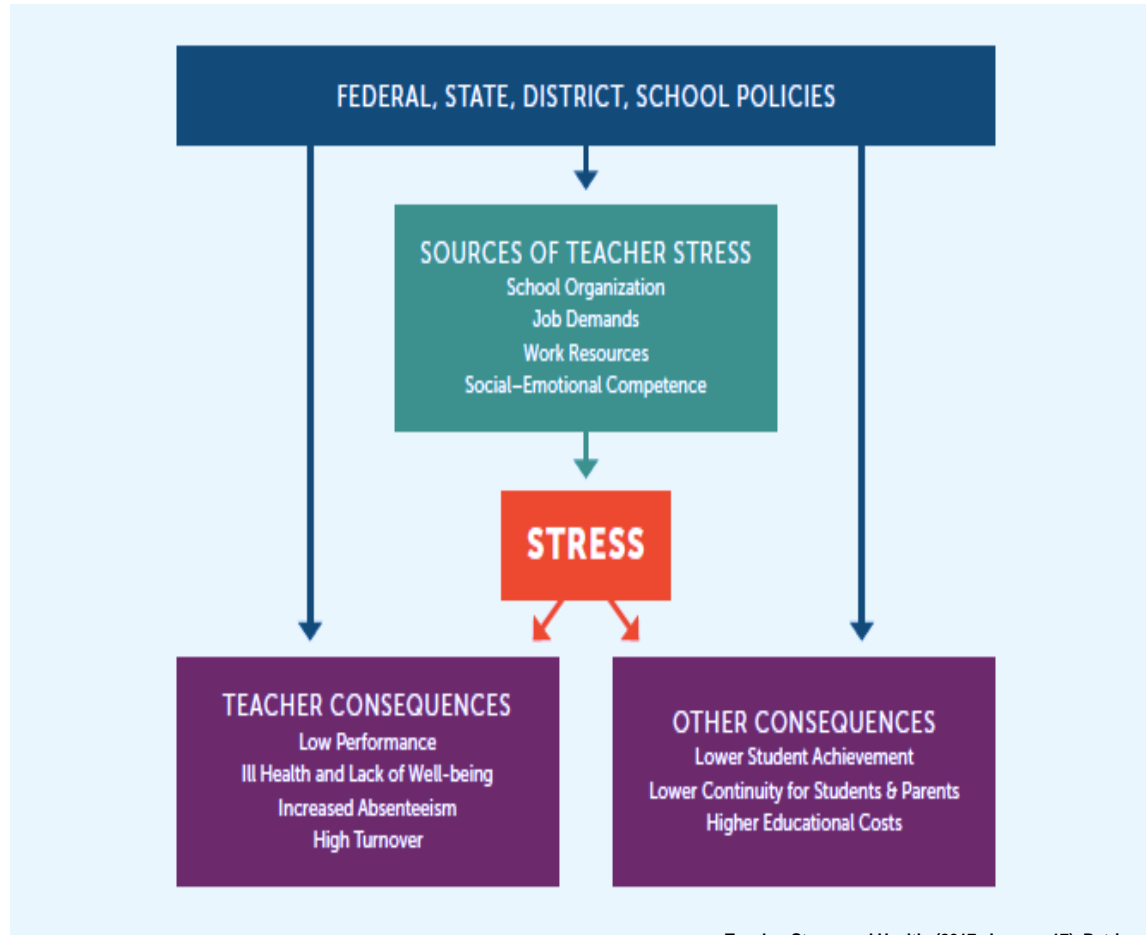 FEDERAL, STATE, DISTRICT, SCHOOL POLICIES
SOURCES OF TEACHER STRESS
School Organization
Job Demands
Work Resources
Social–Emotional Competence
STRESS
TEACHER CONSEQUENCES
Low Performance
Ill Health and Lack of Well-being
Increased Absenteeism
High Turnover
OTHER CONSEQUENCES
Lower Student Achievement
Lower Continuity for Students & Parents
Higher Educational Costs